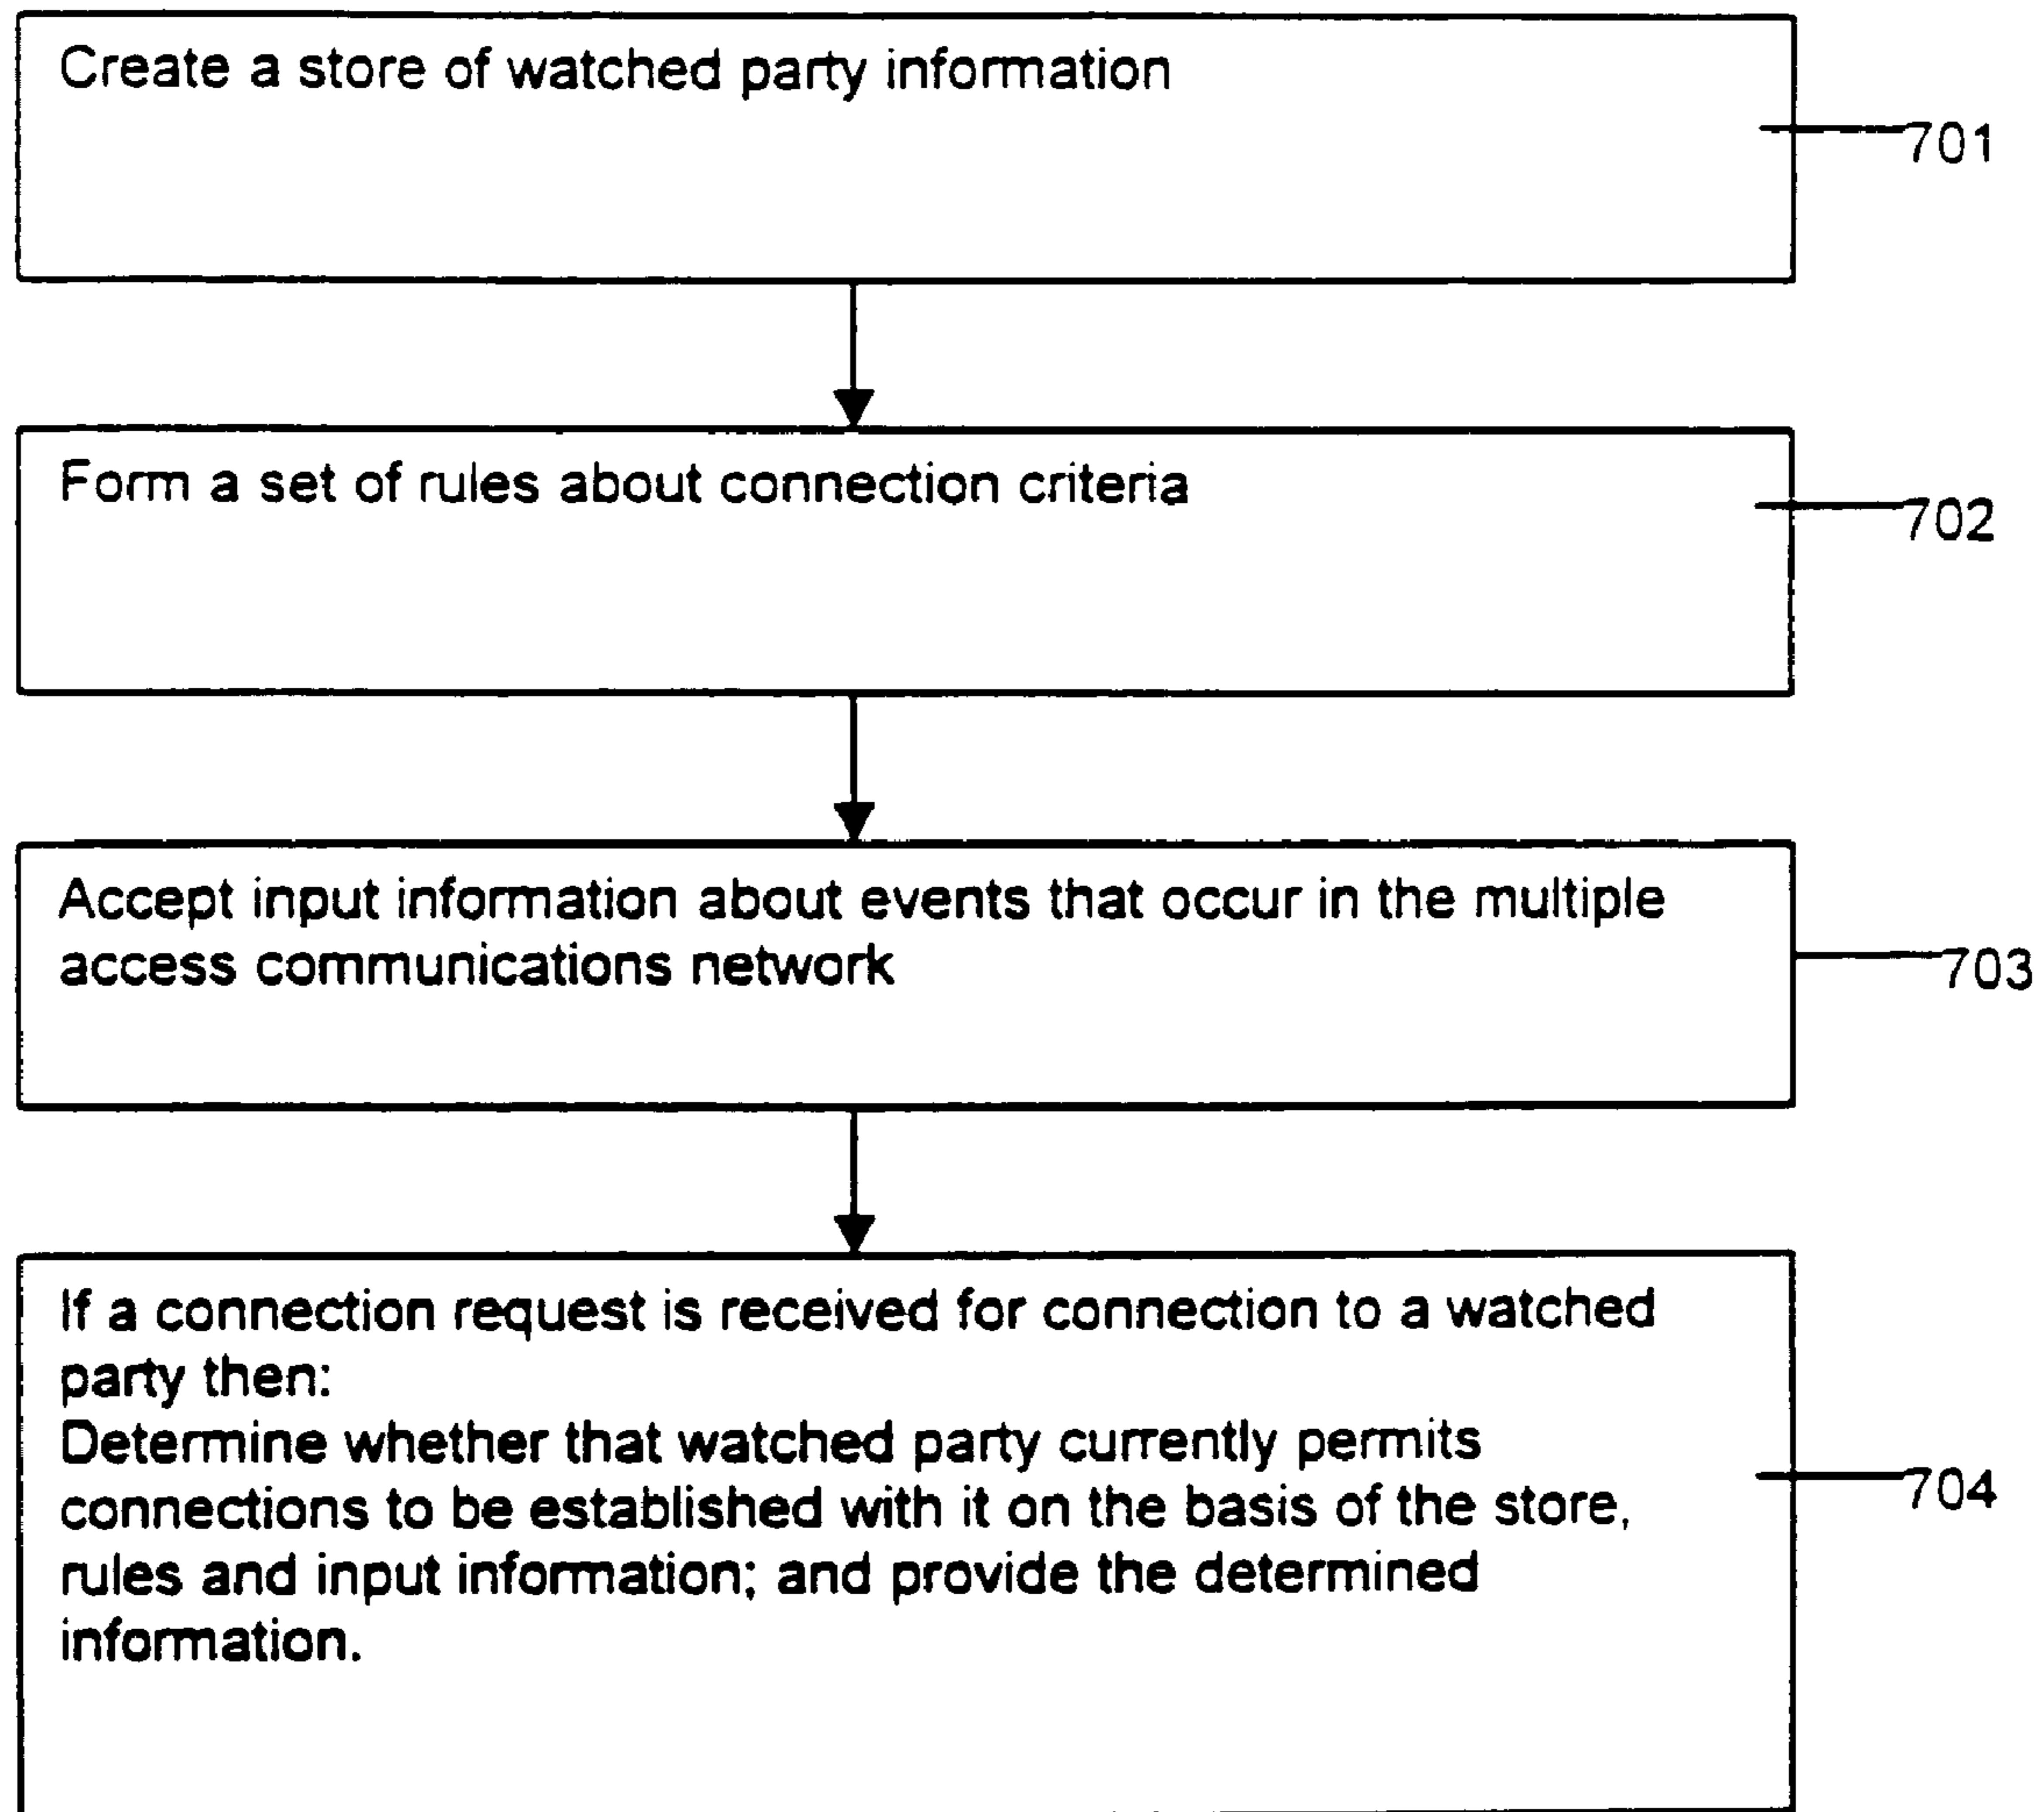 Create a store of watched party information
701
Form a set of rules about connection criteria
702
Accept input information about events that occur in the multiple
access communications network
703
If a connection request is received for connection to a watched
party then:
Determine whether that watched party currently permits
connections to be established with it on the basis of the store,
rules and input information; and provide the determined
information.
704